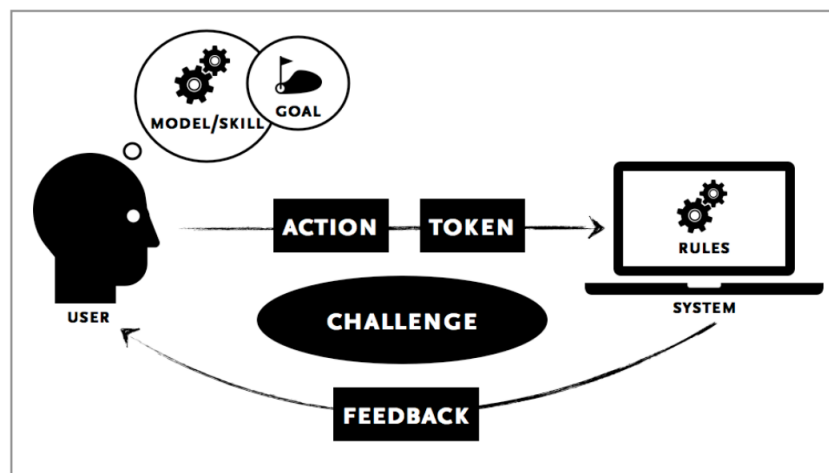 MODEL/SKILL
GOAL
ACTION
TOKEN
RULES
USER
CHALLENGE
SYSTEM
FEEDBACK